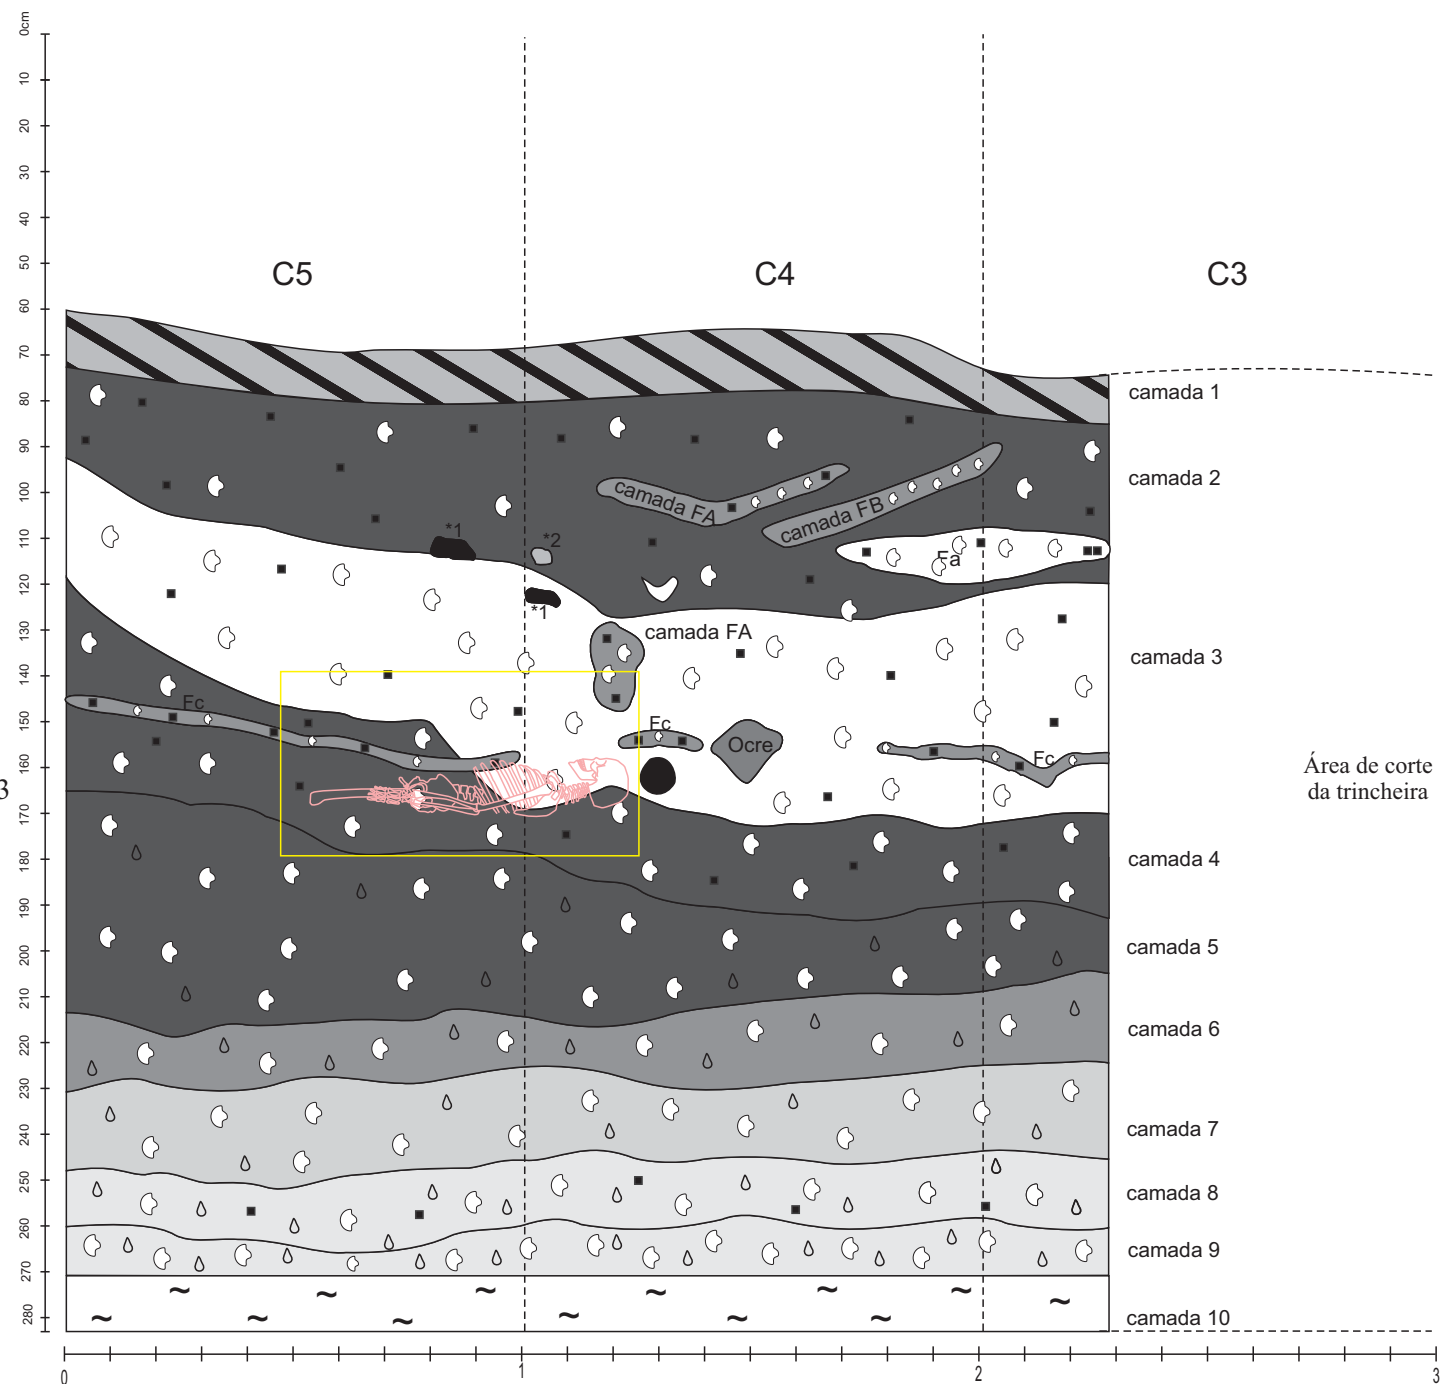 0cm
10
20
30
40
50
60
70
80
90
100
110
120
130
140
150
160
170
180
190
200
210
220
230
240
250
260
270
280
3
C5
C4
C3
camada 1
camada 2
camada FA
camada FB
*1
*2
Fa
*1
camada FA
camada 3
Fc
Fc
Ocre
Fc
Área de corte
da trincheira
camada 4
camada 5
camada 6
camada 7
camada 8
camada 9
camada 10
0
1
2
3